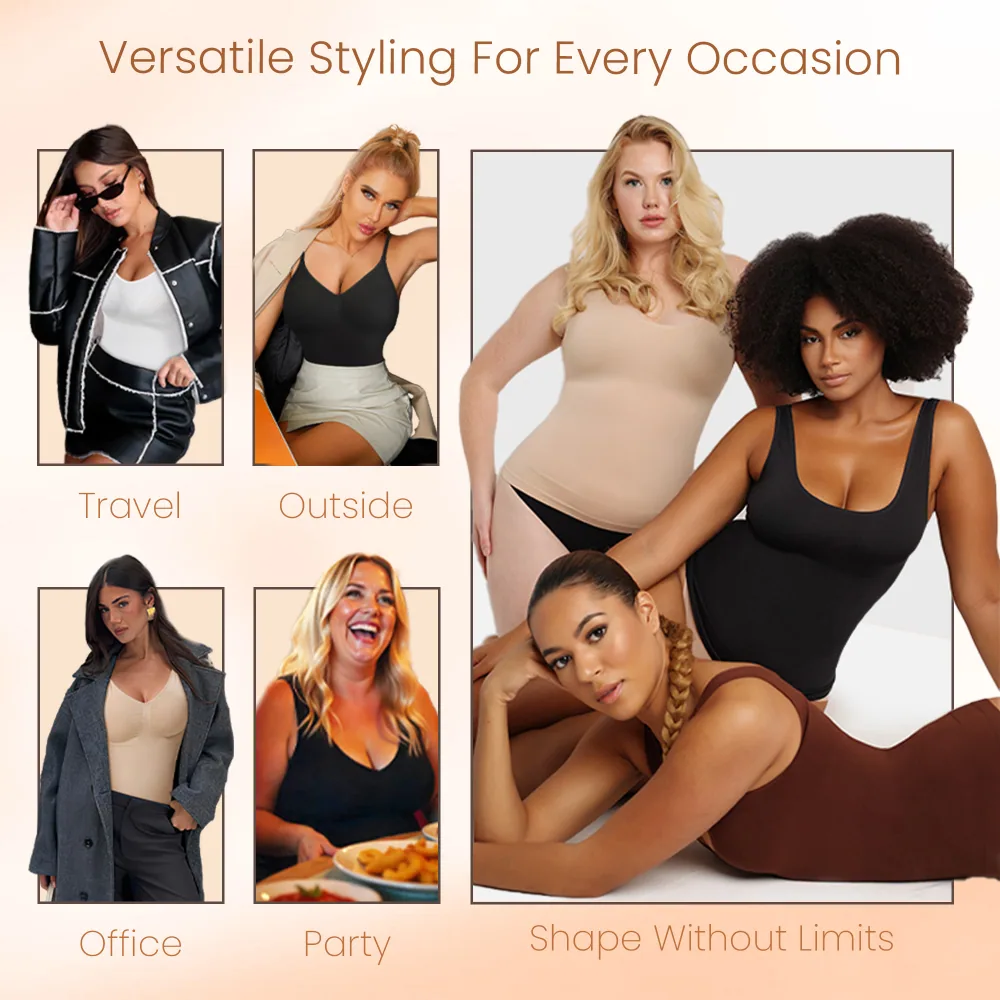 Versatile Styling For Every Occasion
Travel
Outside
Office
Party
Shape Without Limits